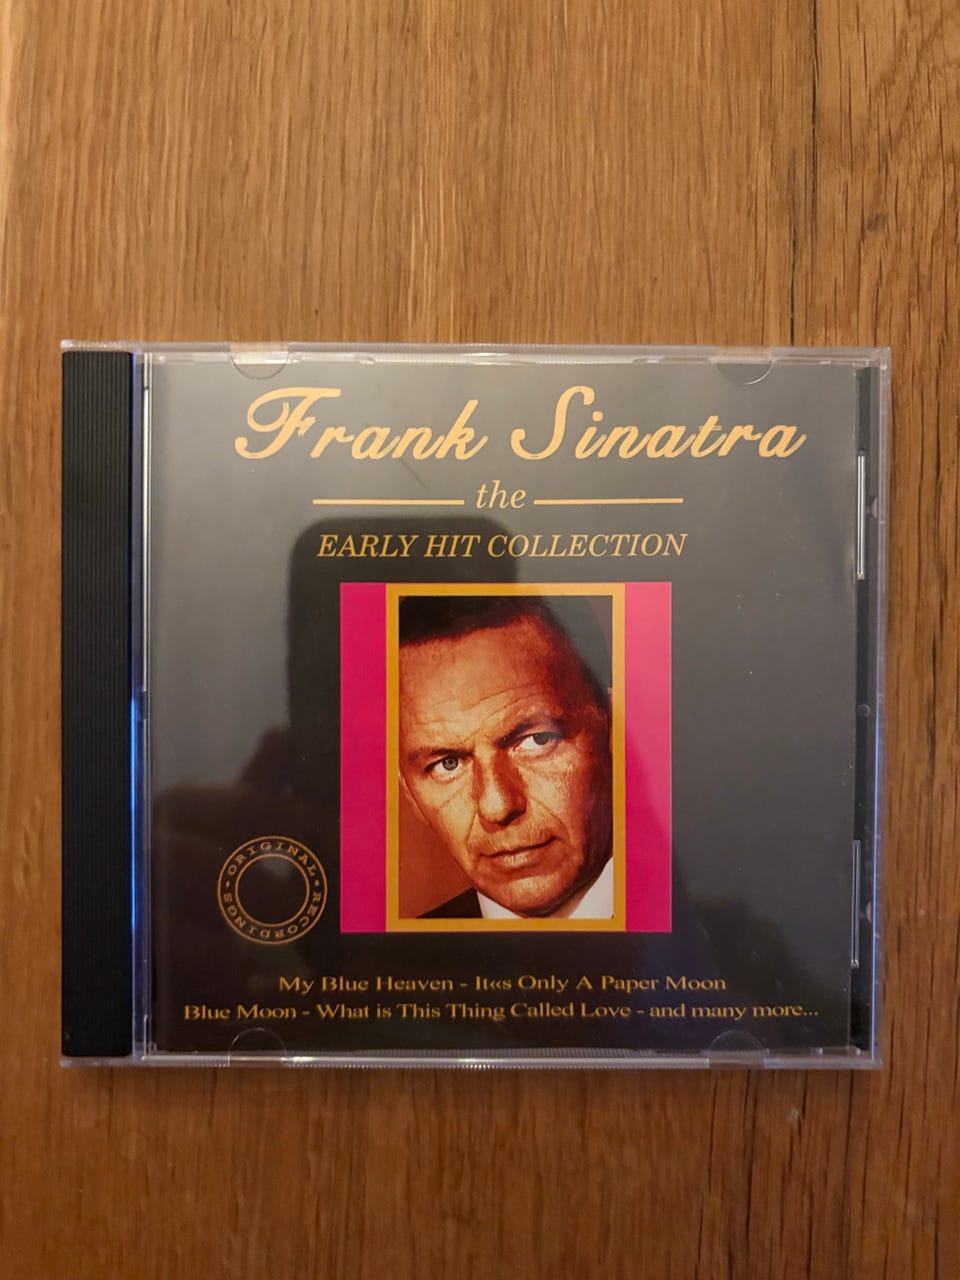 Frank Sinatra
the
EARLY HIT COLLECTION
• ORIGINAL • RECORDINGS
My Blue Heaven - It««s Only A Paper Moon
Blue Moon - What is This Thing Called Love - and many more...